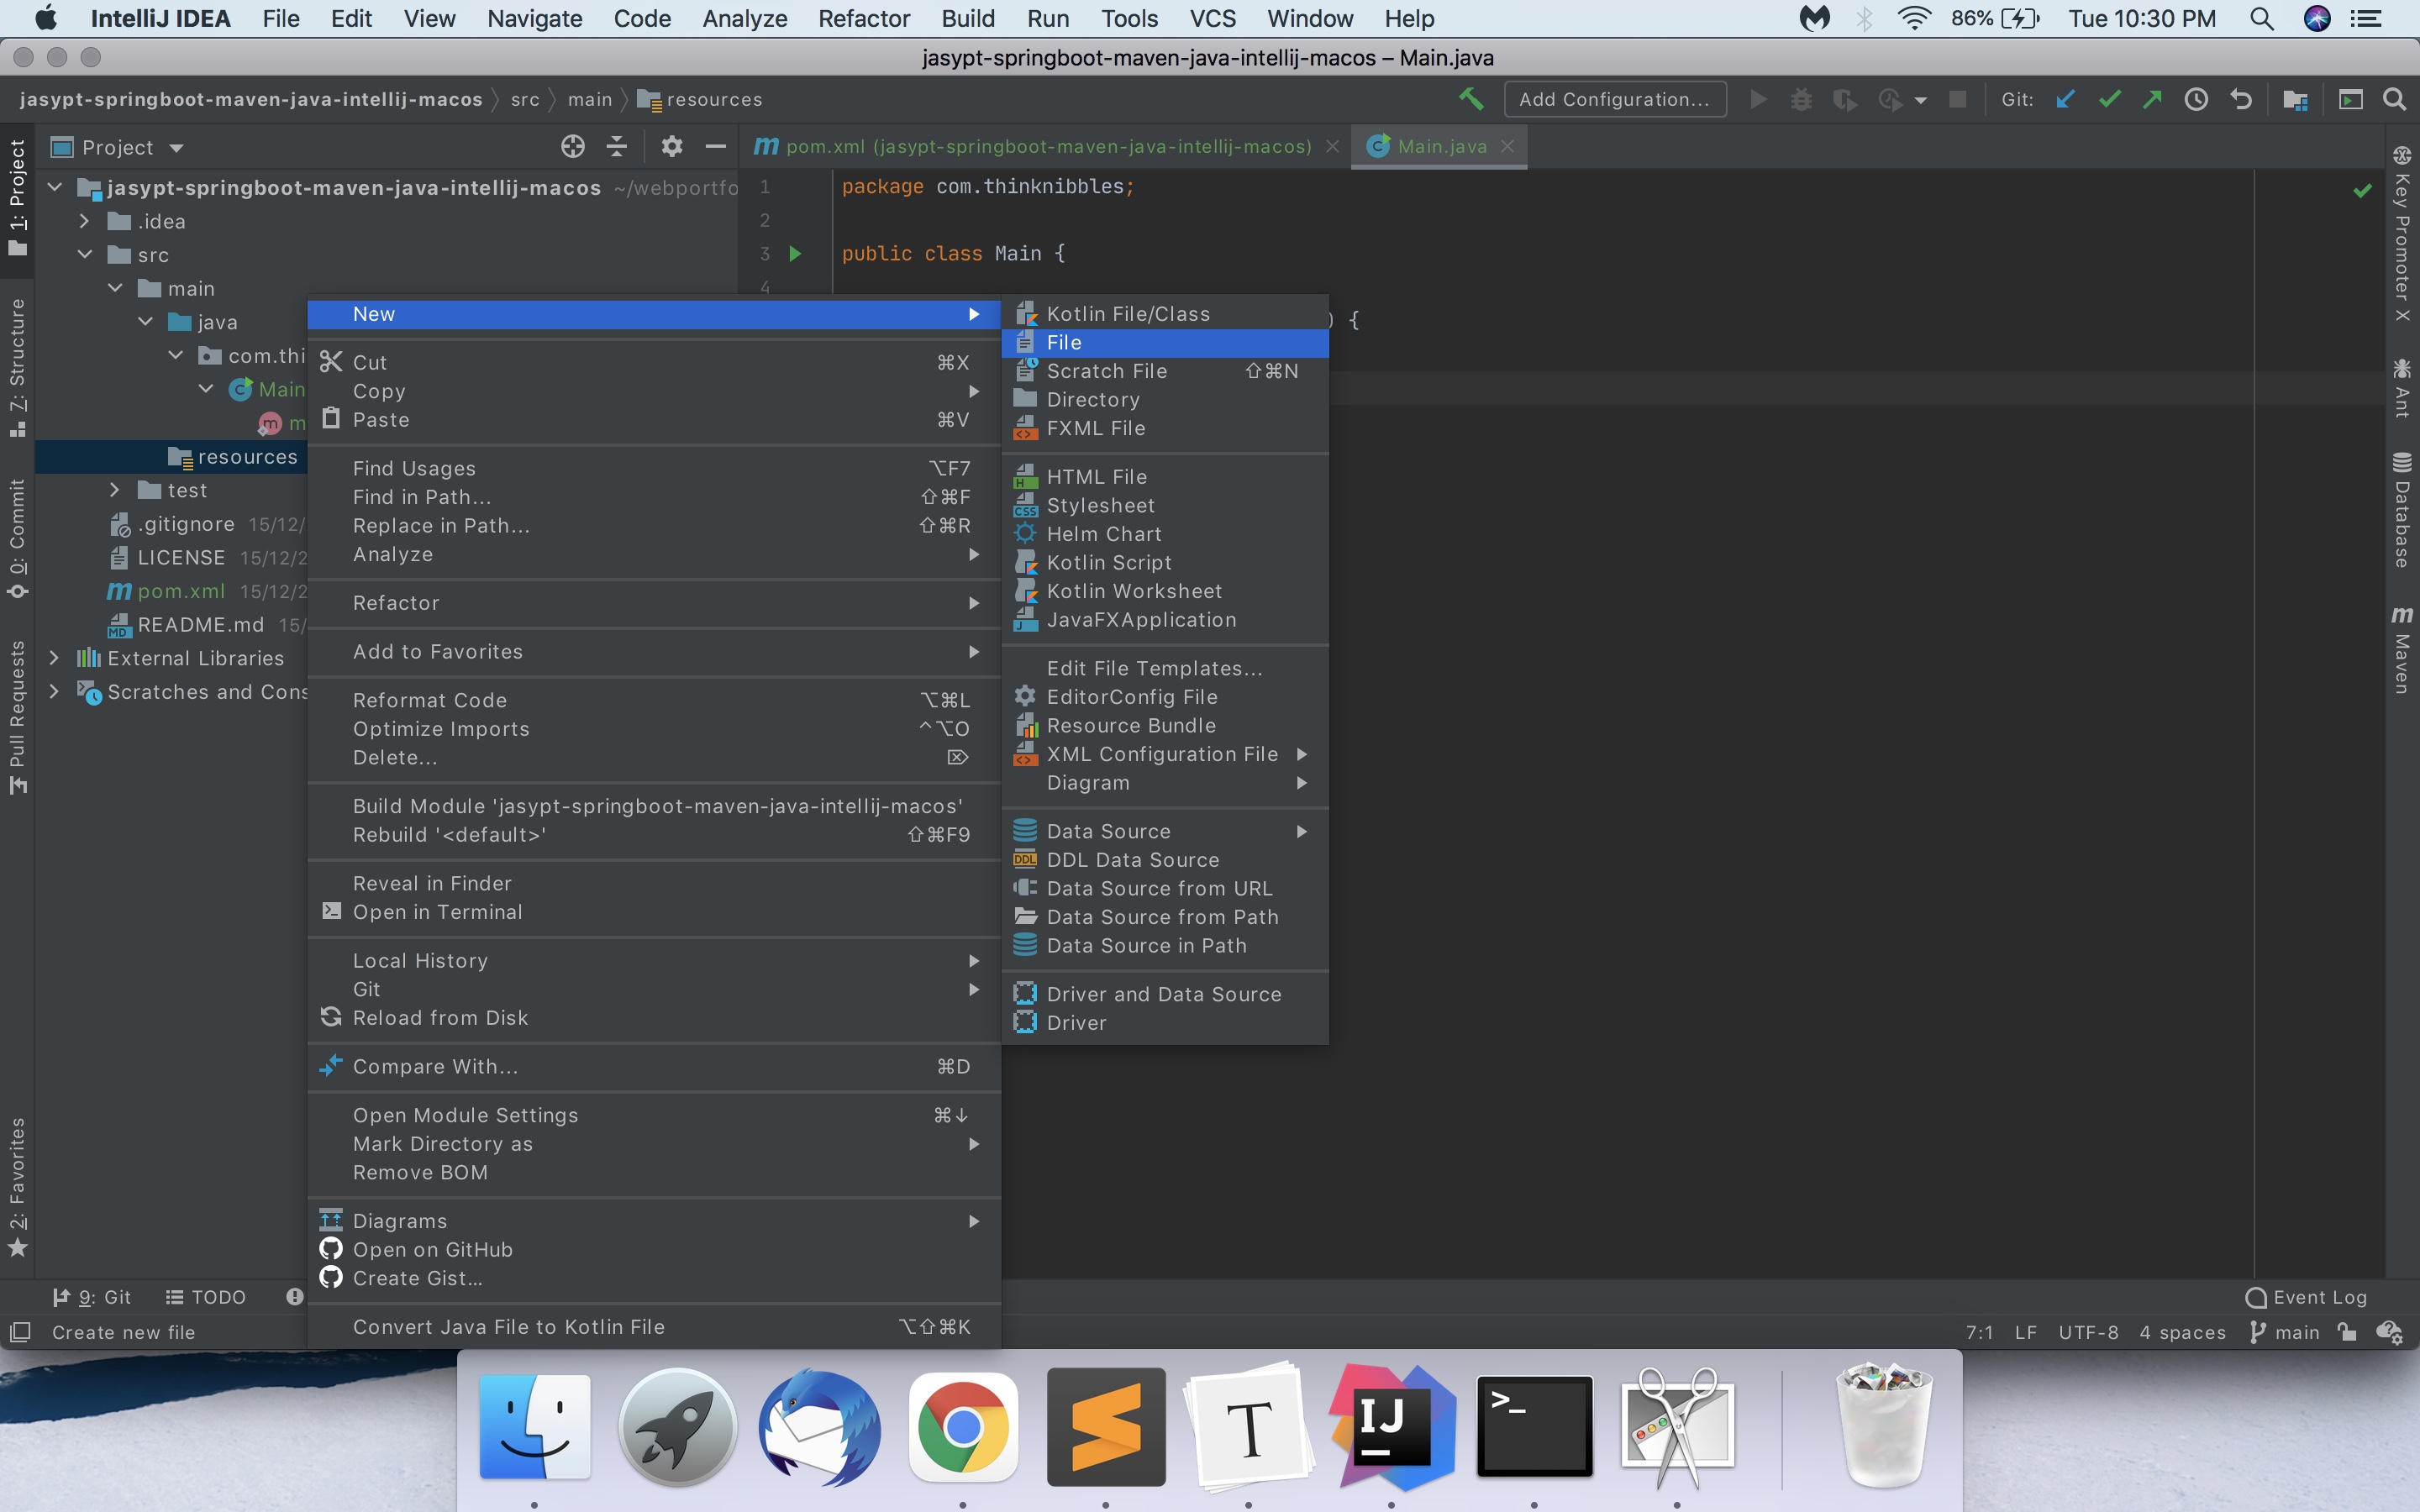 IntelliJ IDEA File Edit View Navigate Code Analyze Refactor Build Run Tools VCS Window Help 86% Tue 10:30 PM
jasypt-springboot-maven-java-intellij-macos – Main.java
jasypt-springboot-maven-java-intellij-macos src main resources Add Configuration... Git:
Project
pom.xml (jasypt-springboot-maven-java-intellij-macos) Main.java
1: Project
7: Structure
0: Commit
Pull Requests
2: Favorites
jasypt-springboot-maven-java-intellij-macos ~/webportfo
.idea
src
main
java
com.thi
Main
m
resources
test
.gitignore 15/12/
LICENSE 15/12/2
pom.xml 15/12/2
README.md 15/
External Libraries
Scratches and Cons
1 package com.thinknibbles;
2
3 public class Main {
4
) {
New
Cut ⌘X
Copy
Paste ⌘V
Find Usages ⌥F7
Find in Path... ⇧⌘F
Replace in Path... ⇧⌘R
Analyze
Refactor
Add to Favorites
Reformat Code ⌥⌘L
Optimize Imports ^⌥O
Delete... ⌦
Build Module 'jasypt-springboot-maven-java-intellij-macos'
Rebuild '<default>' ⇧⌘F9
Reveal in Finder
Open in Terminal
Local History
Git
Reload from Disk
Compare With... ⌘D
Open Module Settings ⌘↓
Mark Directory as
Remove BOM
Diagrams
Open on GitHub
Create Gist...
Convert Java File to Kotlin File ⌥⇧⌘K
Kotlin File/Class
File
Scratch File ⇧⌘N
Directory
FXML File
HTML File
Stylesheet
Helm Chart
Kotlin Script
Kotlin Worksheet
JavaFXApplication
Edit File Templates...
EditorConfig File
Resource Bundle
XML Configuration File
Diagram
Data Source
DDL Data Source
Data Source from URL
Data Source from Path
Data Source in Path
Driver and Data Source
Driver
Key Promoter X
Ant
Database
Maven
9: Git TODO Event Log
Create new file 7:1 LF UTF-8 4 spaces main
T IJ >_